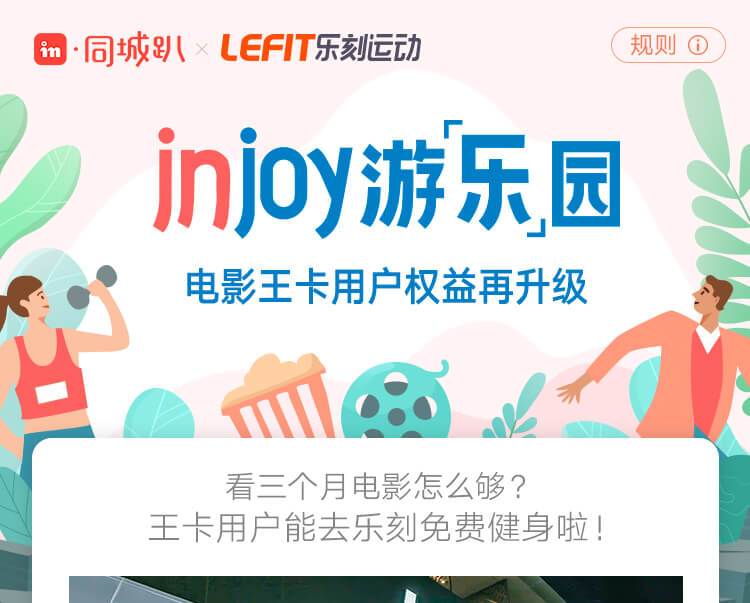 in·同城趴 × LEFIT乐刻运动
规则
injoy游「乐」园
电影王卡用户权益再升级
看三个月电影怎么够?
王卡用户能去乐刻免费健身啦!